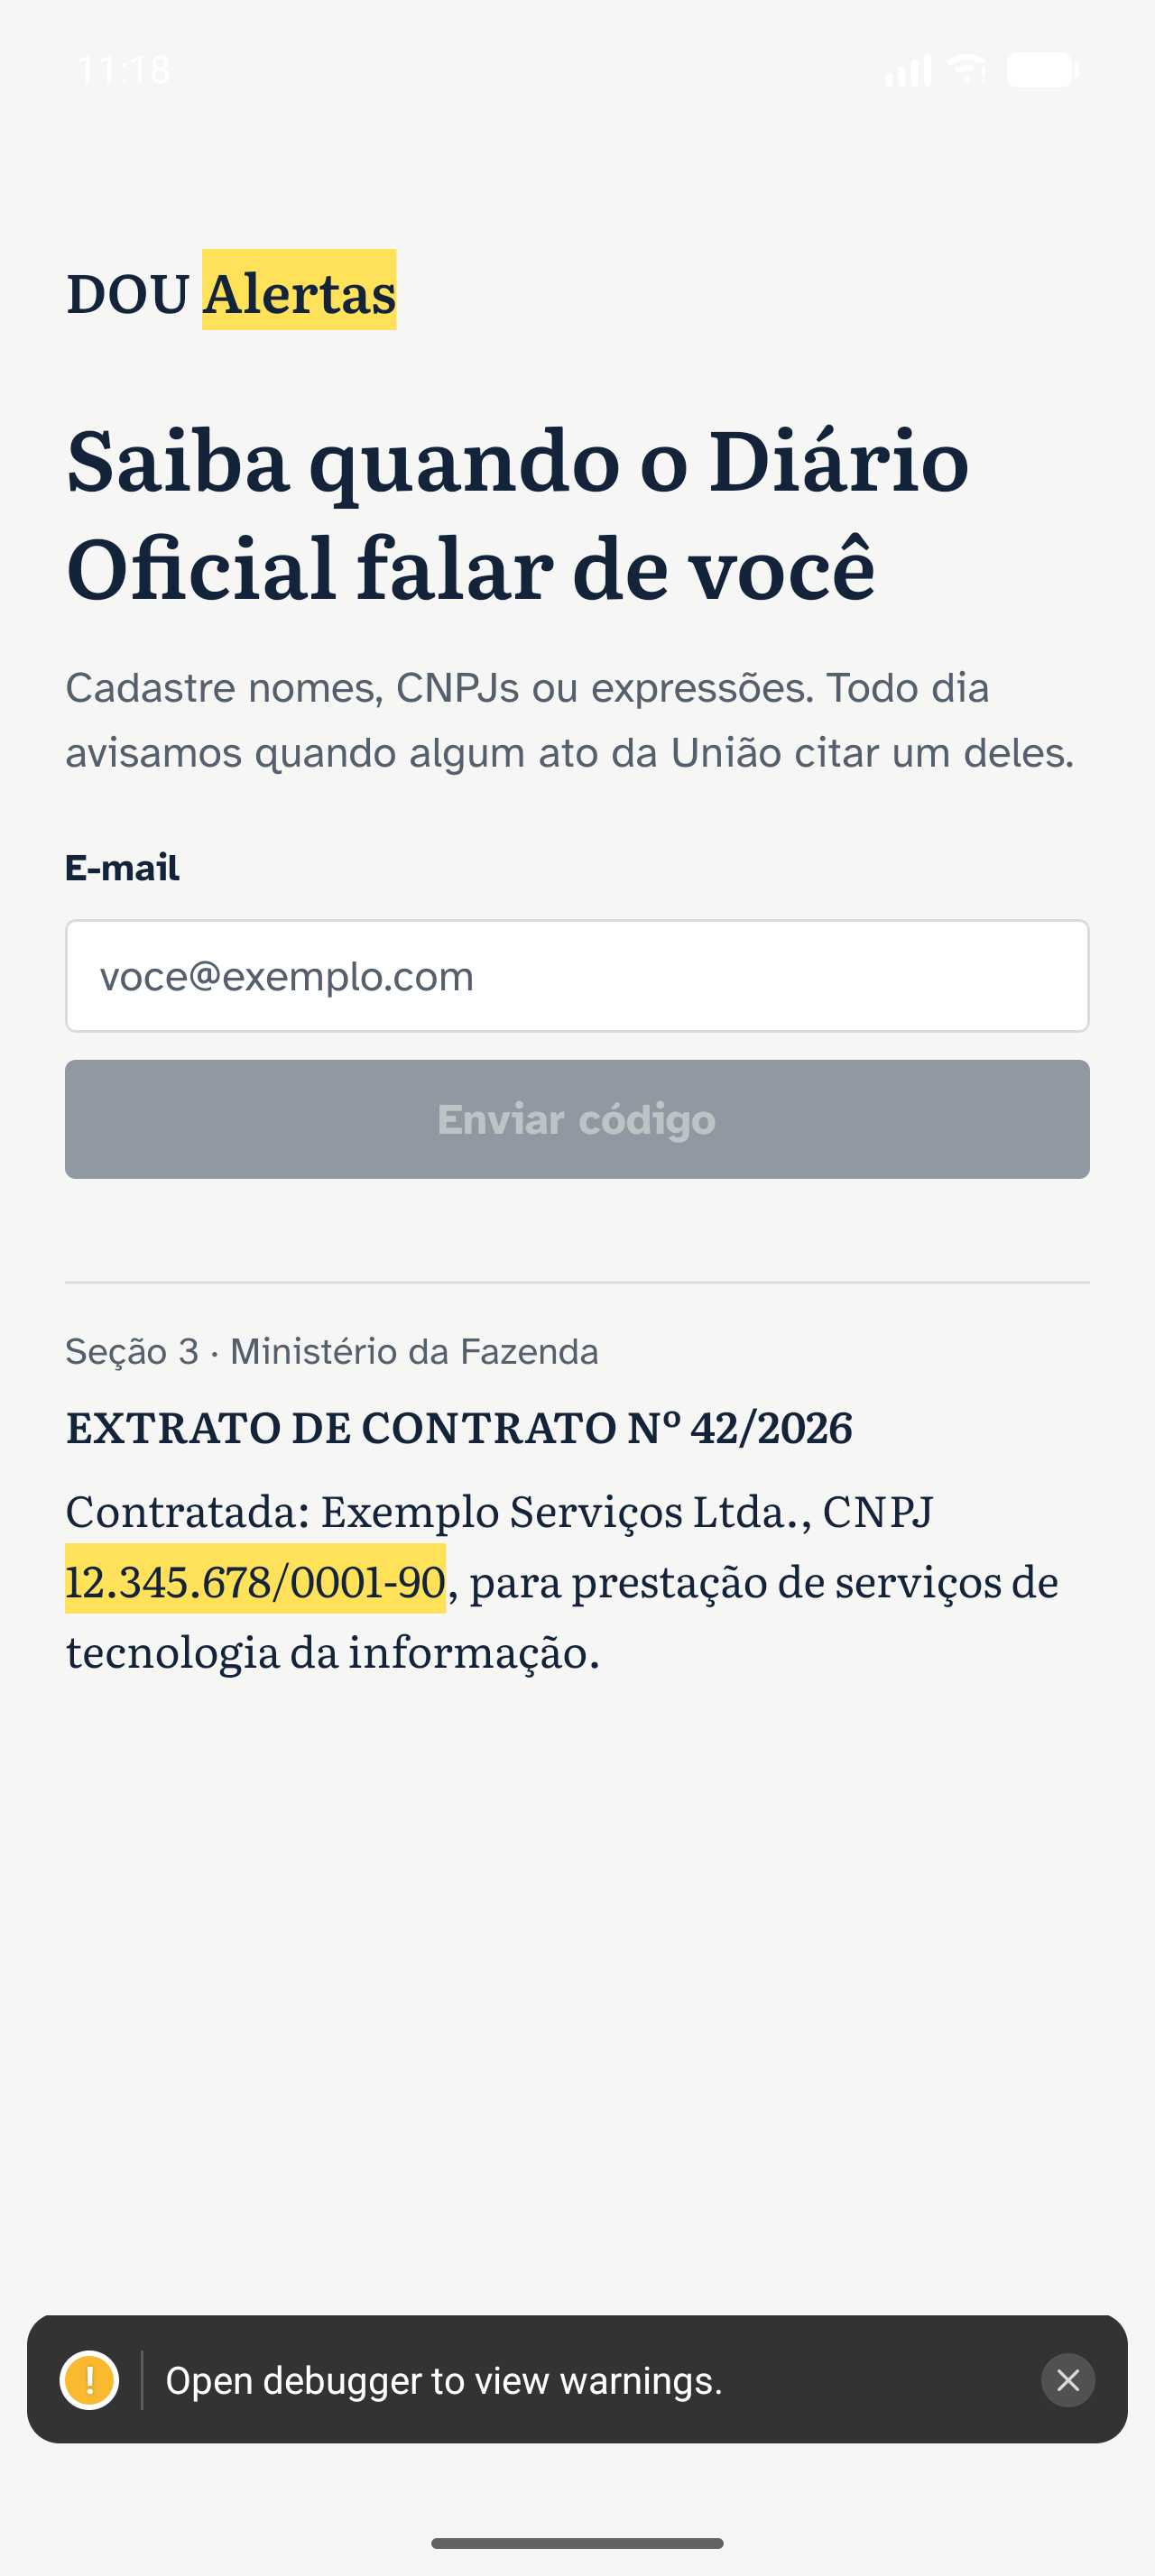 11:18
DOU Alertas
Saiba quando o Diário
Oficial falar de você
Cadastre nomes, CNPJs ou expressões. Todo dia
avisamos quando algum ato da União citar um deles.
E-mail
voce@exemplo.com
Enviar código
Seção 3 · Ministério da Fazenda
EXTRATO DE CONTRATO Nº 42/2026
Contratada: Exemplo Serviços Ltda., CNPJ
12.345.678/0001-90, para prestação de serviços de
tecnologia da informação.
Open debugger to view warnings.